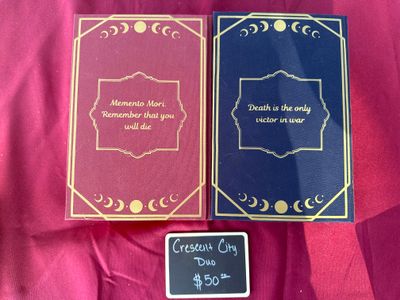 Memento Mori.
Remember that you
will die
Death is the only
victor in war
Crescent City
Duo
$50.00